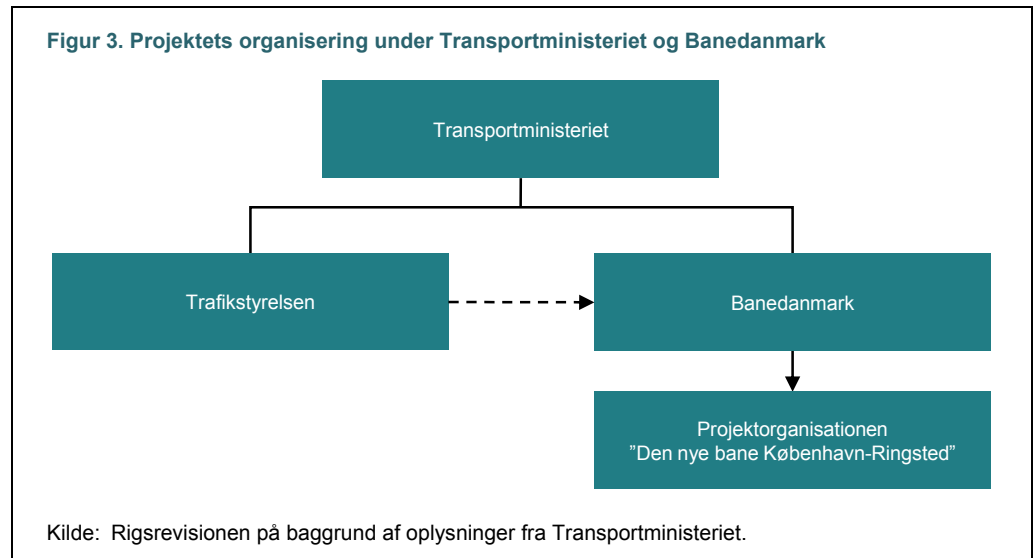 Figur 3. Projektets organisering under Transportministeriet og Banedanmark
Transportministeriet
Trafikstyrelsen
Banedanmark
Projektorganisationen
”Den nye bane København-Ringsted”
Kilde: Rigsrevisionen på baggrund af oplysninger fra Transportministeriet.